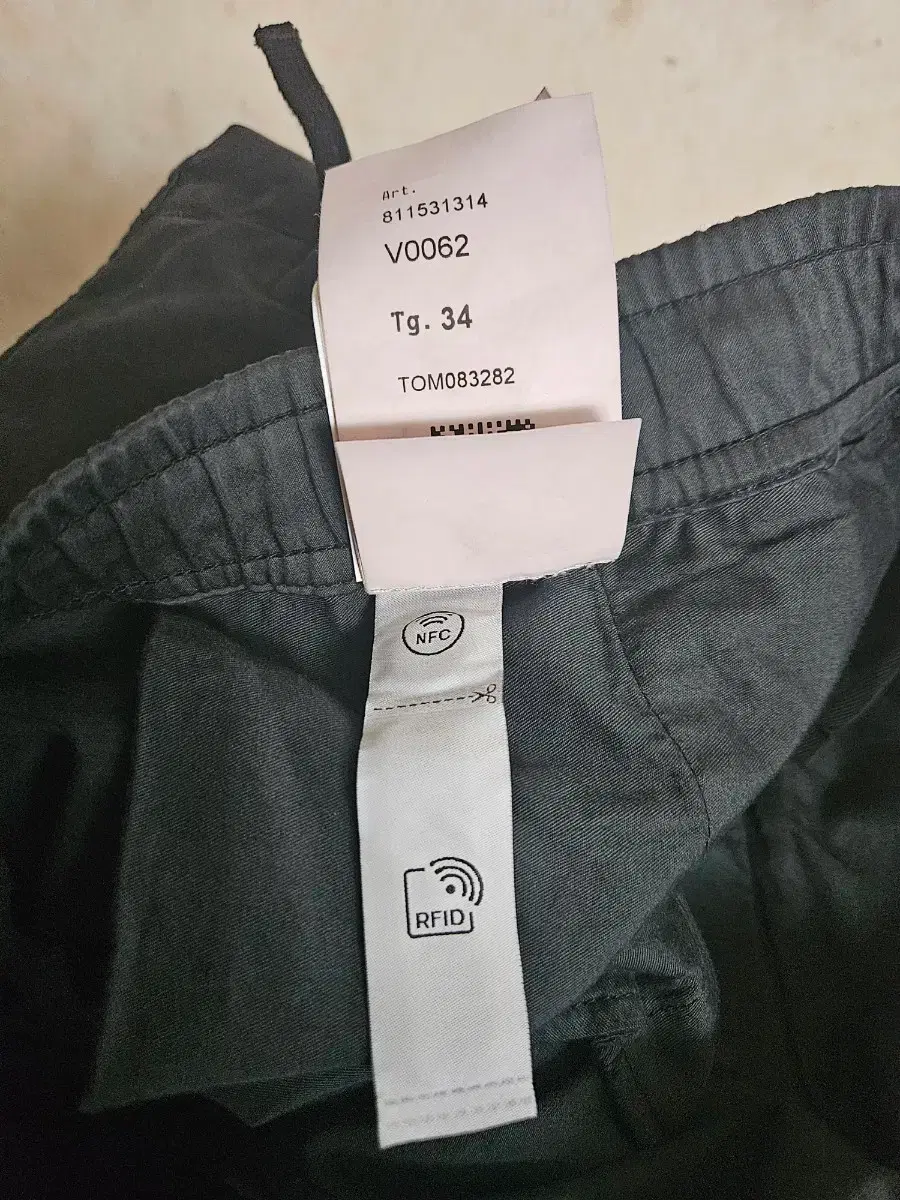 Art.
811531314
V0062
Tg. 34
TOM083282
NFC
RFID